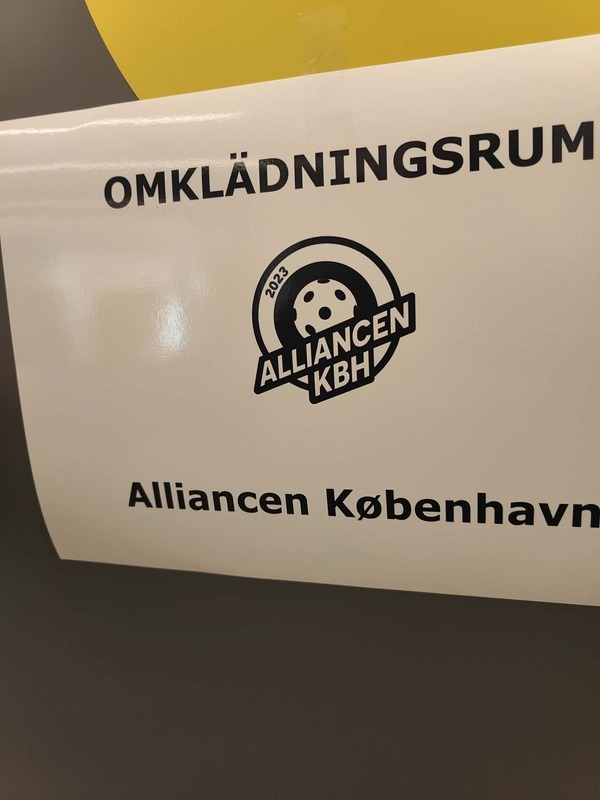 OMKLÄDNINGSRUM
2023
ALLIANCEN
KBH
Alliancen København